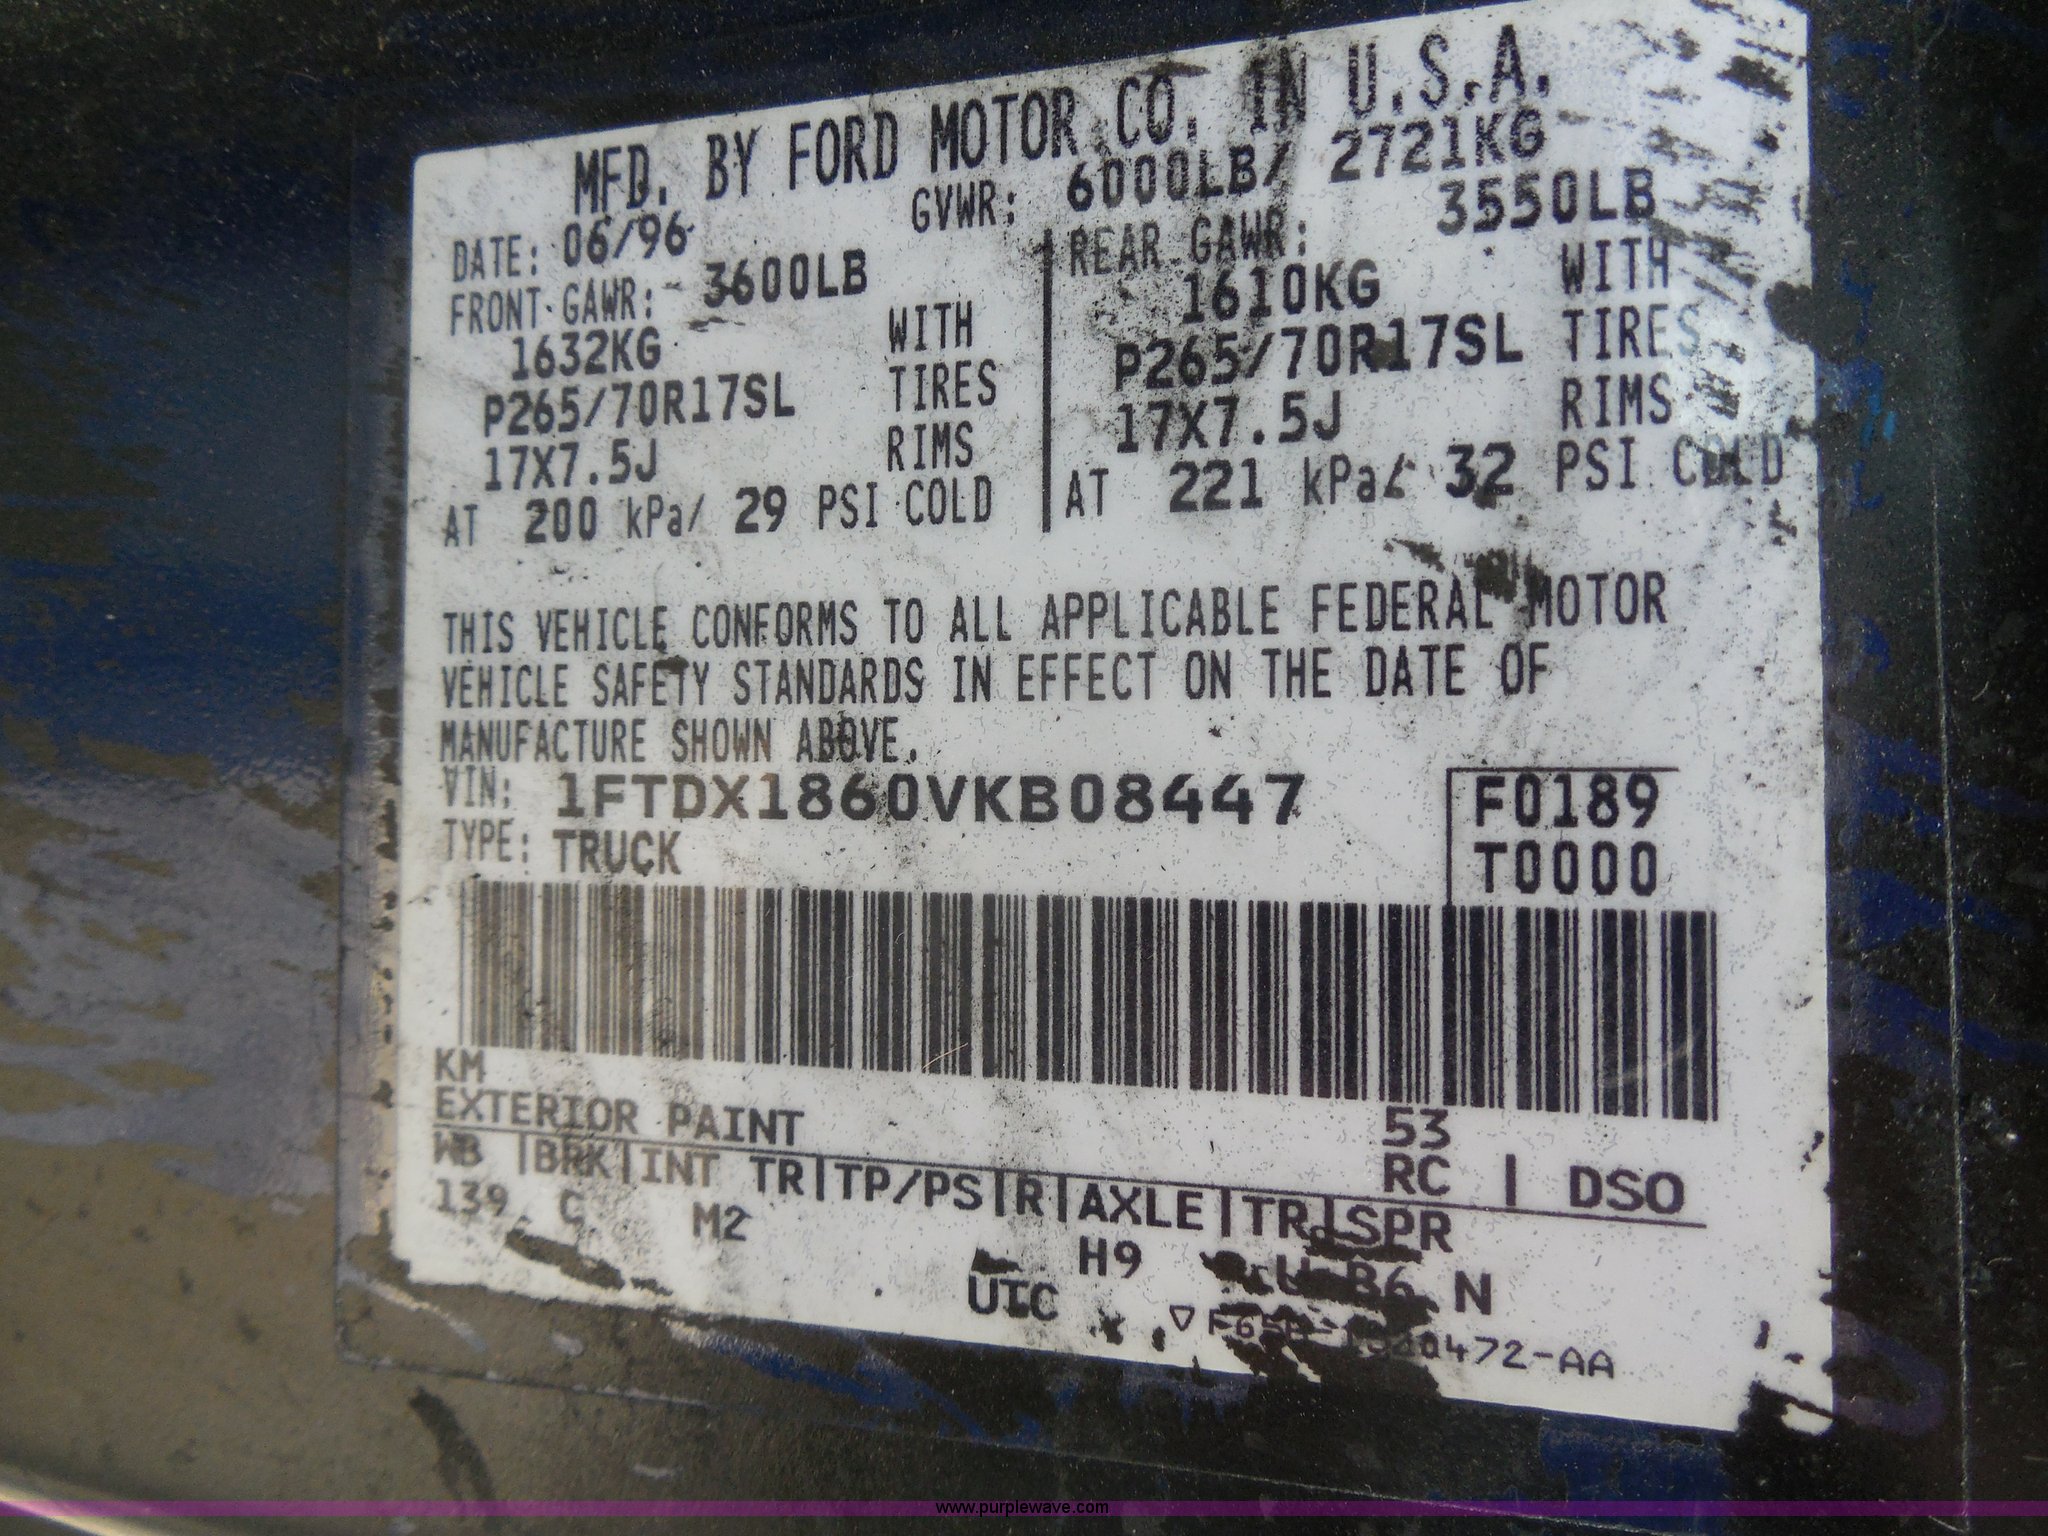 MFD. BY FORD MOTOR CO. IN U.S.A.
DATE: 06/96 GVWR: 6000LB/ 2721KG
FRONT GAWR: 3600LB
1632KG WITH
P265/70R17SL TIRES
17X7.5J RIMS
AT 200 kPa/ 29 PSI COLD
REAR GAWR: 3550LB
1610KG WITH
P265/70R17SL TIRES
17X7.5J RIMS
AT 221 kPa/ 32 PSI COLD
THIS VEHICLE CONFORMS TO ALL APPLICABLE FEDERAL MOTOR
VEHICLE SAFETY STANDARDS IN EFFECT ON THE DATE OF
MANUFACTURE SHOWN ABOVE.
VIN: 1FTDX1860VKB08447
TYPE: TRUCK
F0189
T0000
KM
EXTERIOR PAINT 53
RC | DSO
WB |BRK|INT TR|TP/PS|R|AXLE|TR|SPR
139 C M2 H9 U B6 N
UTC
www.purplewave.com